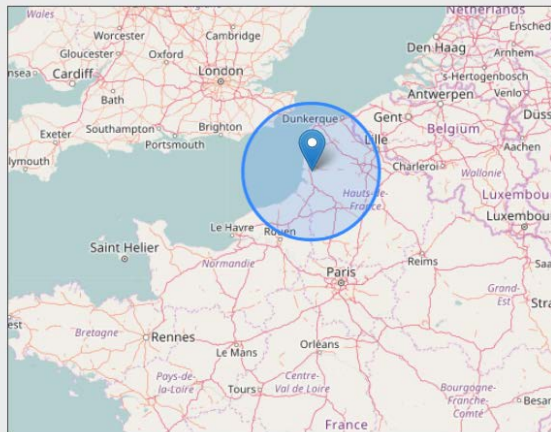 Wales
Netherlands
Worcester
Cambridge
Ensched
Gloucester
Oxford
Den Haag
Arnhem
nsea
Cardiff
London
's-Hertogenbosch
Bath
Antwerpen
Venlo
Dunkerque
Gent
Düss
Southampton
Brighton
Exeter
Portsmouth
Lille
Belgium
Aachen
lymouth
Charleroi
Wallonie
Hauts-de-
France
Luxembou
Le Havre
Luxembou
Rouen
Saint Helier
Reims
Normandie
Saa
Paris
Grand-
Est
Stra
est
Bretagne
Rennes
Le Mans
Orléans
Pays-de-
la-Loire
Centre-
Val de Loire
Tours
Bourgogne-
Franche-
Comté
Besan
France